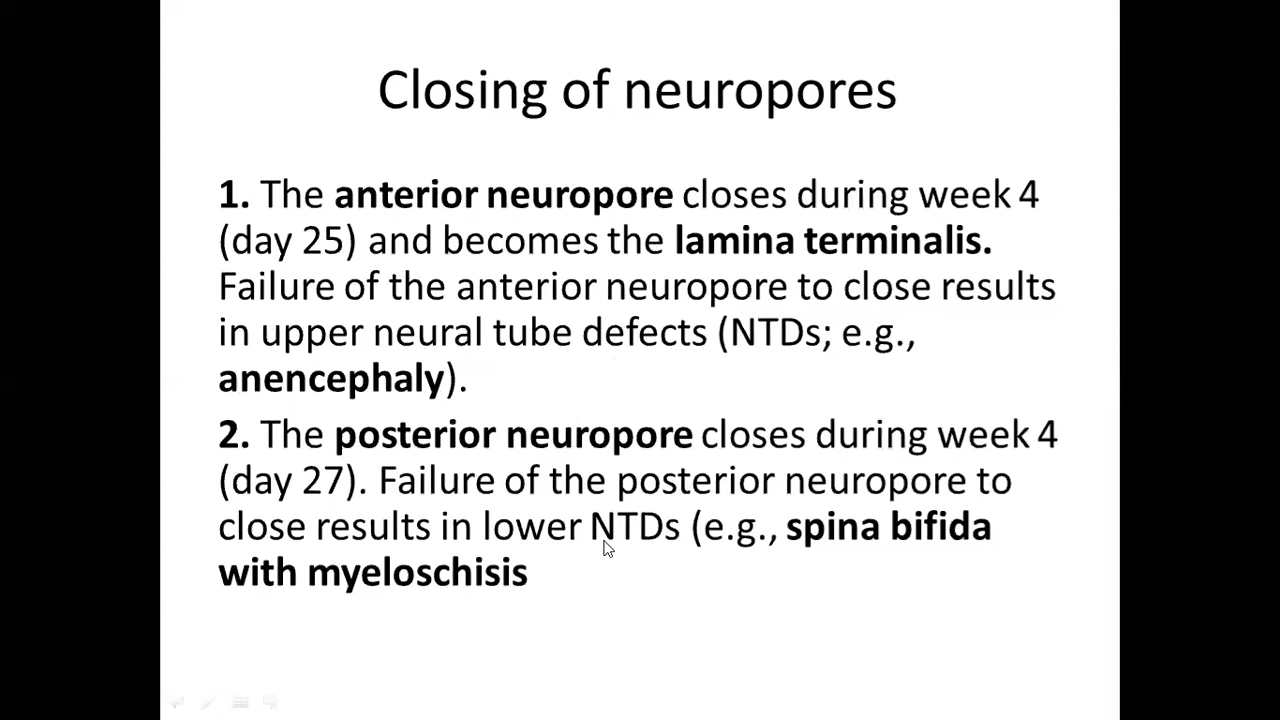 Closing of neuropores
1. The anterior neuropore closes during week 4
(day 25) and becomes the lamina terminalis.
Failure of the anterior neuropore to close results
in upper neural tube defects (NTDs; e.g.,
anencephaly).
2. The posterior neuropore closes during week 4
(day 27). Failure of the posterior neuropore to
close results in lower NTDs (e.g., spina bifida
with myeloschisis